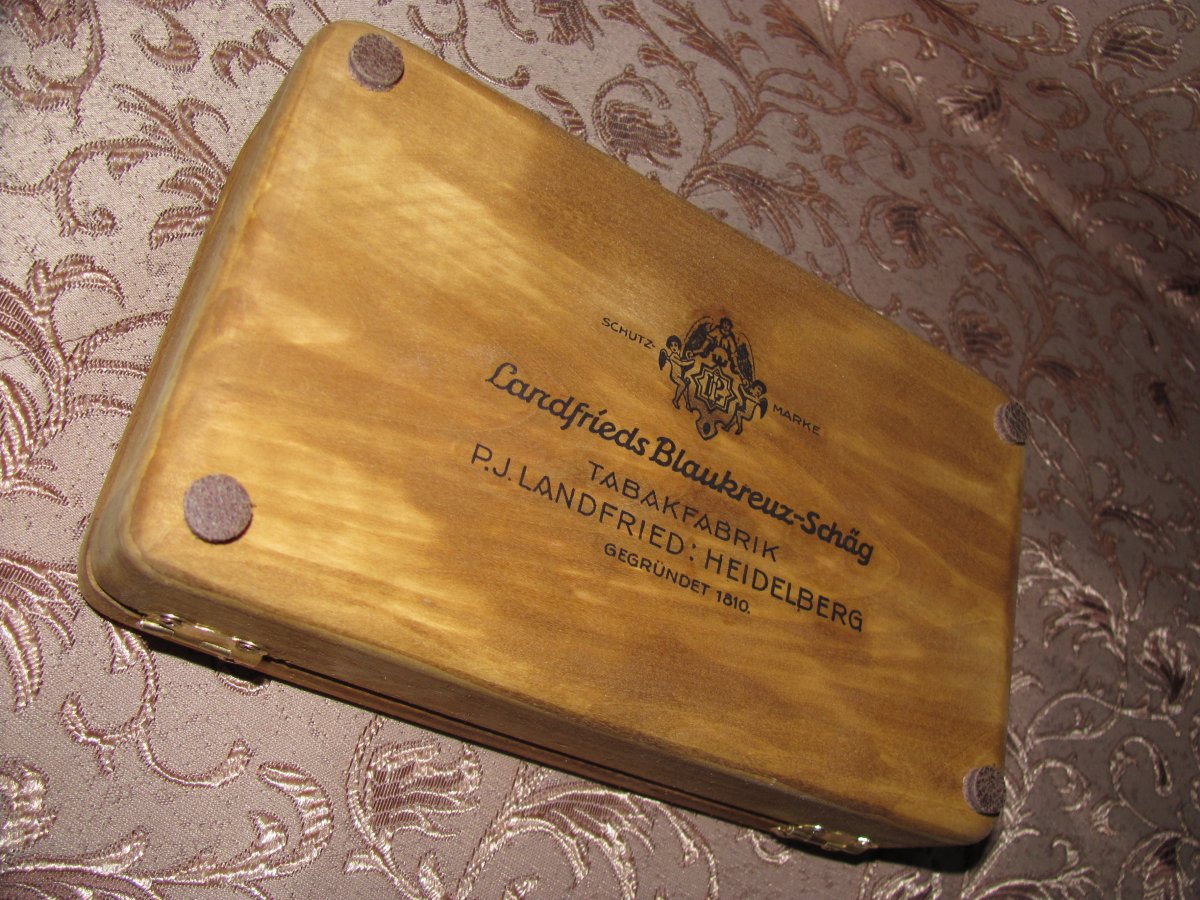 SCHUTZ- MARKE
Landfrieds Blaukreuz-Schäg
TABAKFABRIK
P.J. LANDFRIED: HEIDELBERG
GEGRÜNDET 1810.